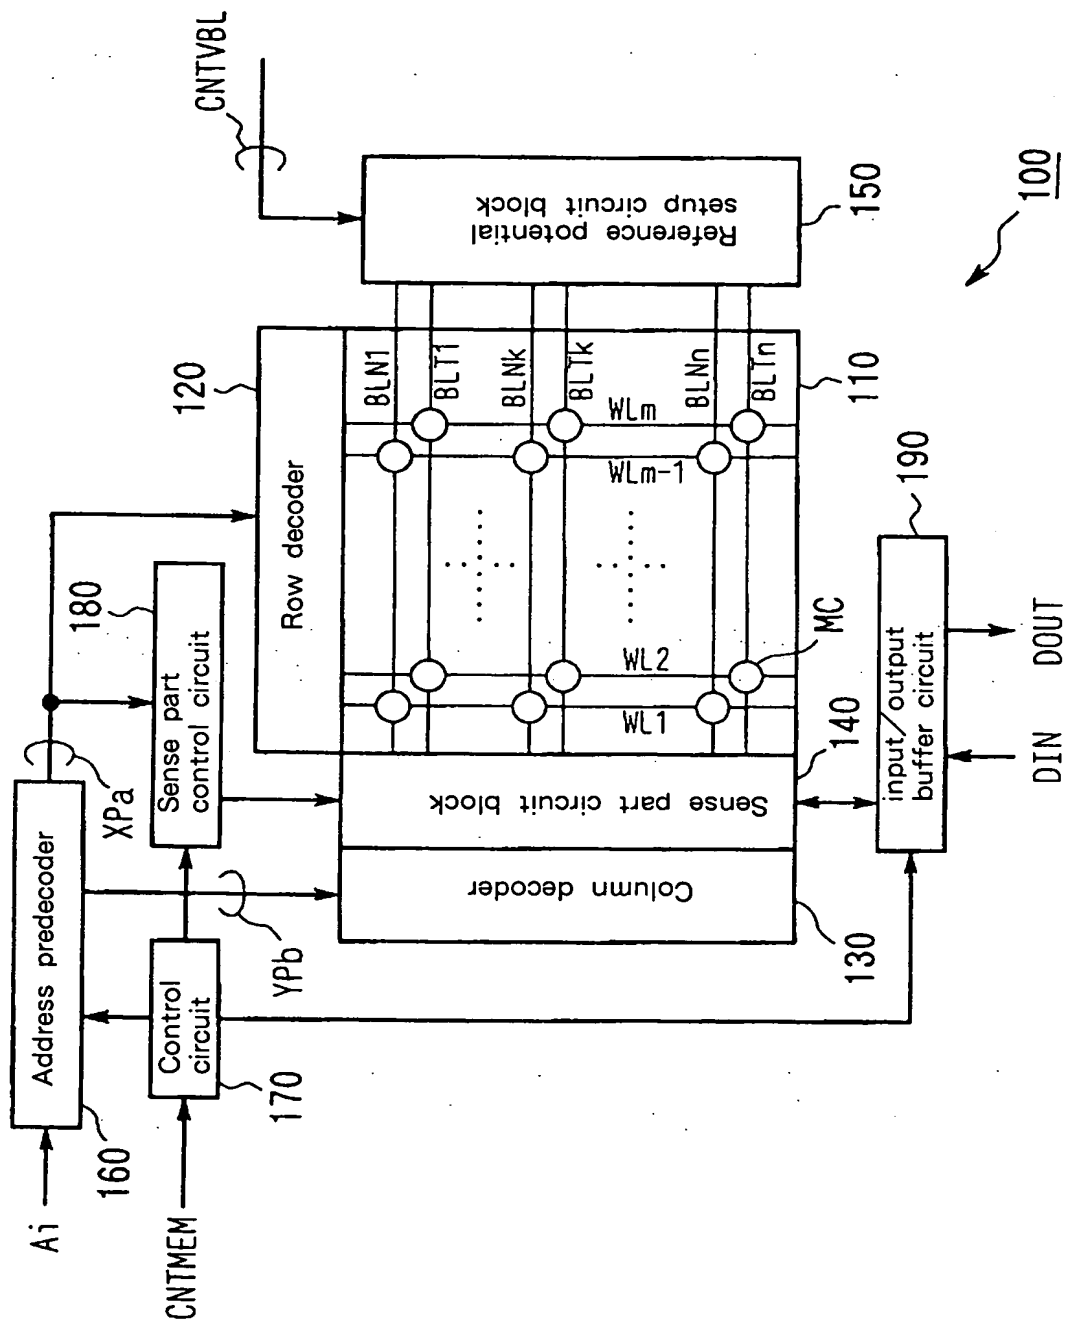 Ai
160
Address predecoder
XPa
CNTMEM
170
Control
circuit
180
Sense part
control circuit
YPb
120
Row decoder
CNTVBL
130
Column decoder
140
Sense part circuit block
WL1
WL2
WLm-1
WLm
BLN1
BLT1
BLNk
BLTk
BLNn
BLTn
MC
110
150
Reference potential
setup circuit block
190
input/output
buffer circuit
DIN
DOUT
100